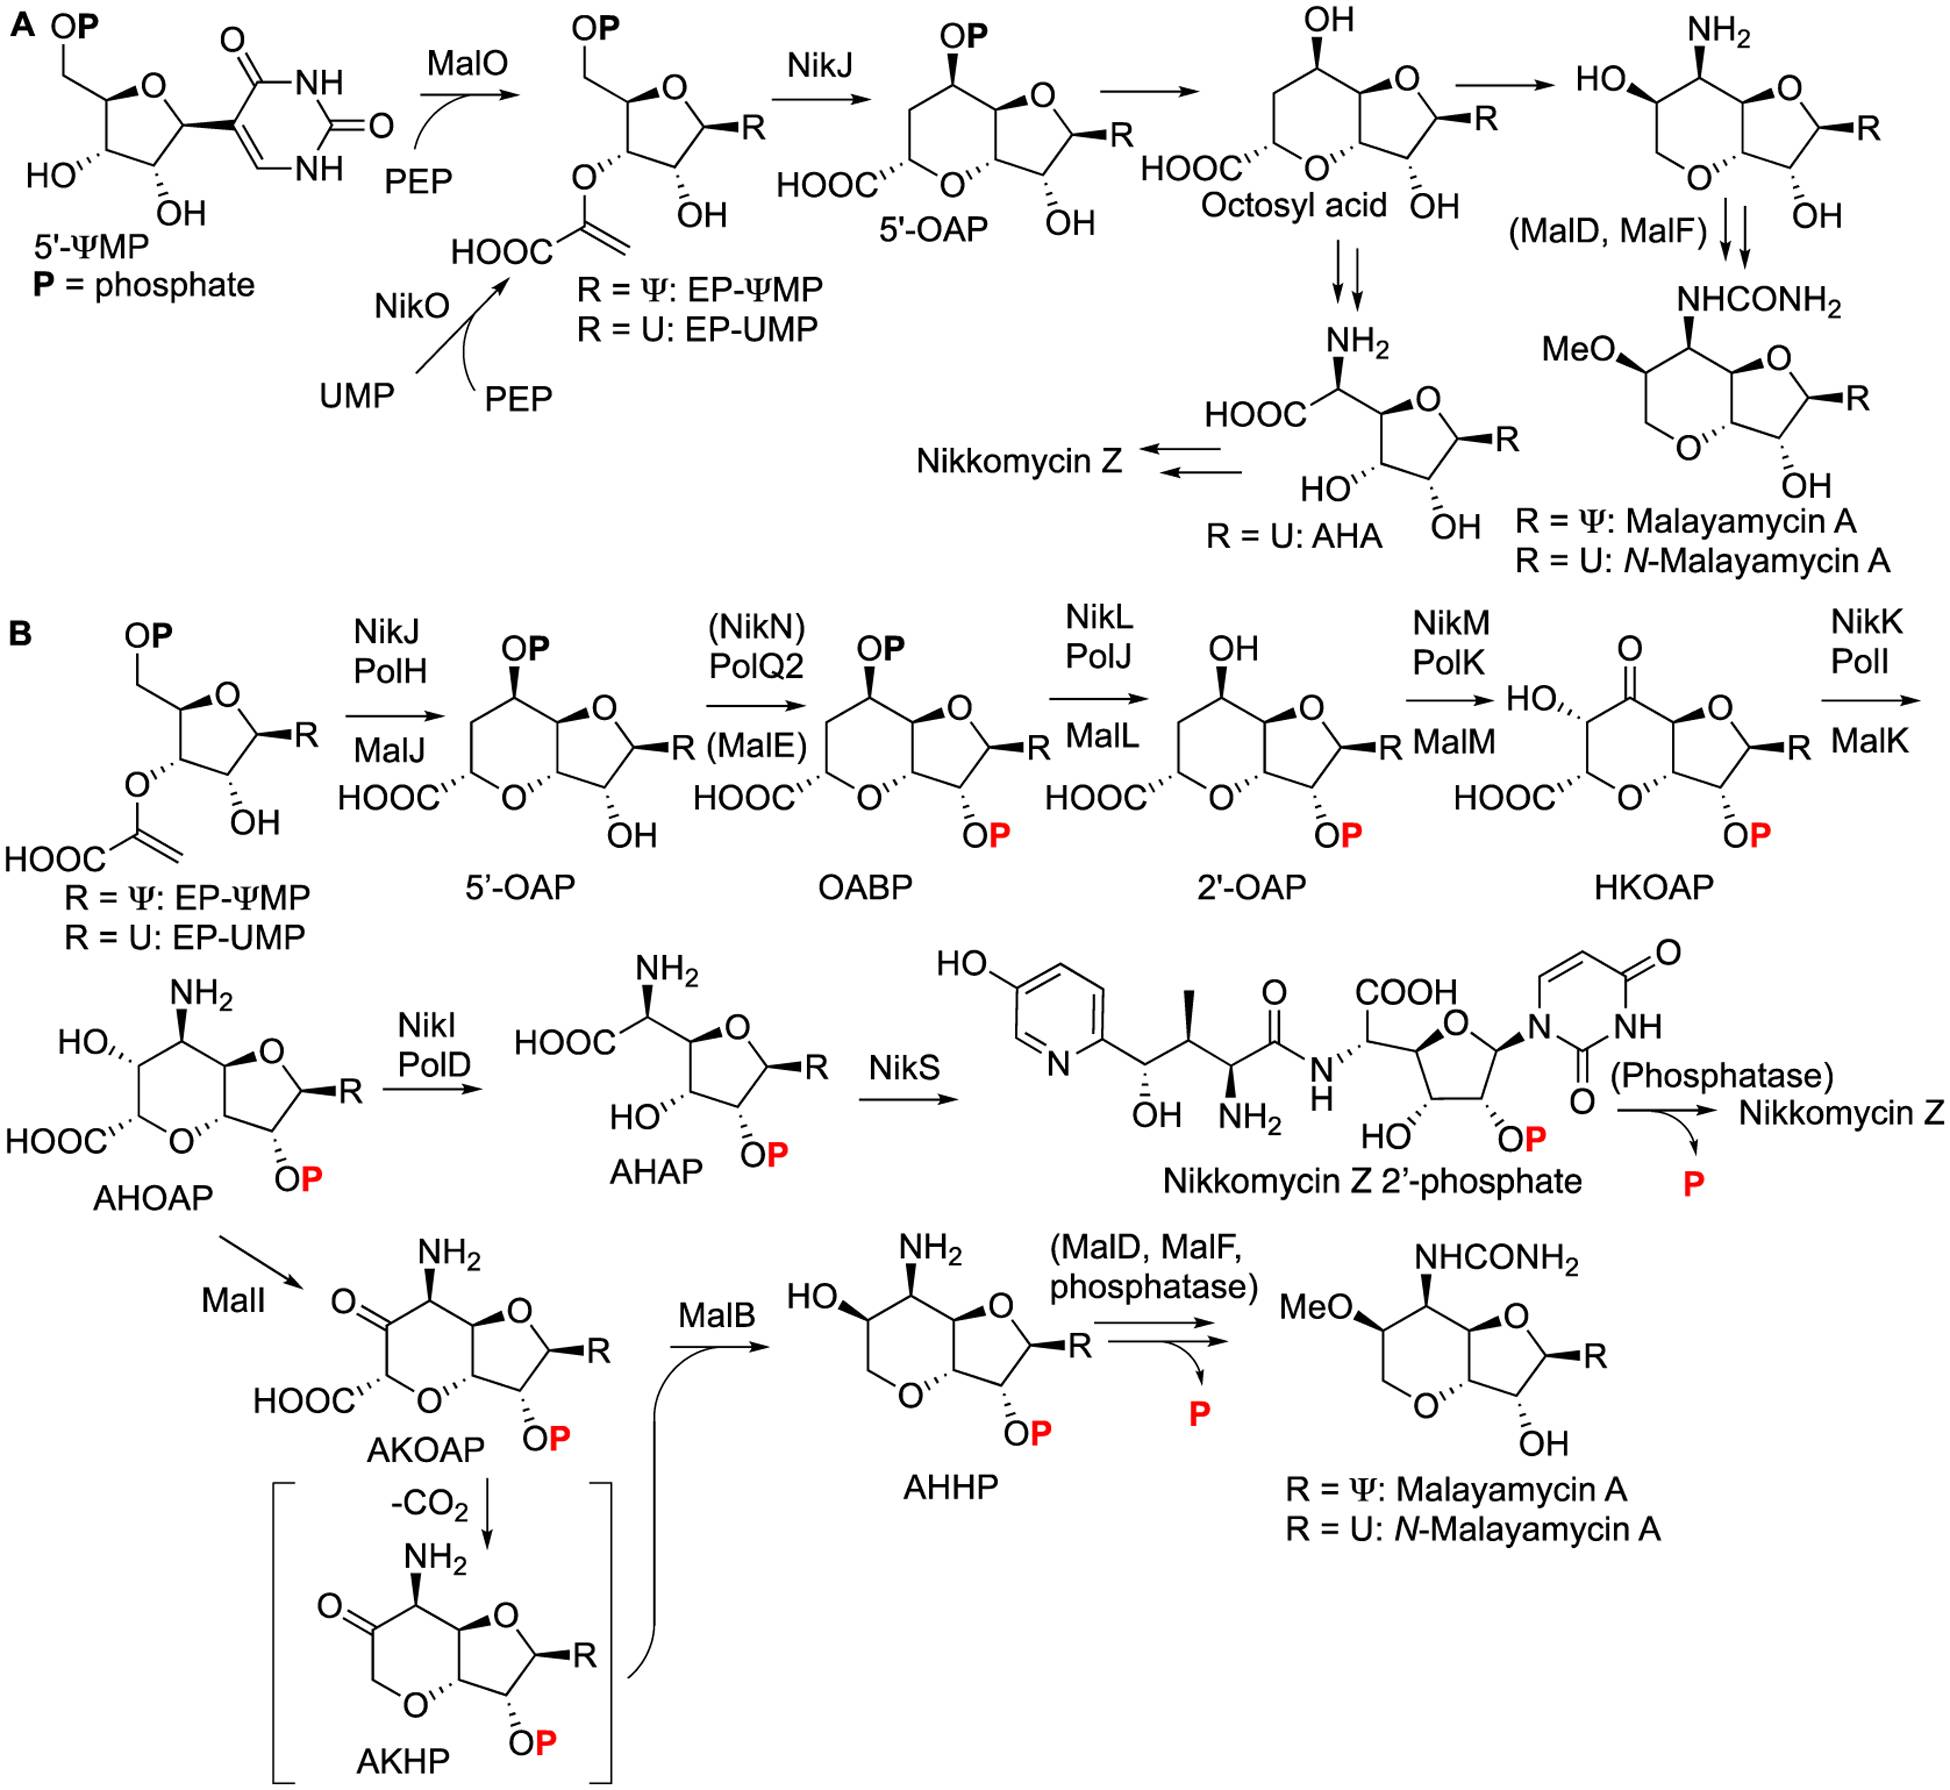 A
OP
O
O
NH
O
NH
HO
OH
5'-ΨMP
P = phosphate
MalO
PEP
OP
O
R
O
OH
HOOC
R = Ψ: EP-ΨMP
R = U: EP-UMP
NikO
UMP
PEP
NikJ
OP
O
R
HOOC
O
OH
5'-OAP
OH
O
R
HOOC
O
OH
Octosyl acid
NH2
HO
O
R
O
OH
(MalD, MalF)
NHCONH2
MeO
O
R
O
OH
R = Ψ: Malayamycin A
R = U: N-Malayamycin A
NH2
HOOC
O
R
HO
OH
R = U: AHA
Nikkomycin Z
B
OP
O
R
O
OH
HOOC
R = Ψ: EP-ΨMP
R = U: EP-UMP
NikJ
PolH
MalJ
OP
O
R
HOOC
O
OH
5’-OAP
(NikN)
PolQ2
(MalE)
OP
O
R
HOOC
O
OP
OABP
NikL
PolJ
MalL
OH
O
R
HOOC
O
OP
2'-OAP
NikM
PolK
MalM
O
HO
O
R
HOOC
O
OP
HKOAP
NikK
PolI
MalK
NH2
HO
O
R
HOOC
O
OP
AHOAP
NikI
PolD
NH2
HOOC
O
R
HO
OP
AHAP
NikS
HO
N
OH
NH2
O
N
H
COOH
O
N
O
NH
O
HO
OP
Nikkomycin Z 2’-phosphate
(Phosphatase)
P
Nikkomycin Z
MalI
NH2
O
O
R
HOOC
O
OP
AKOAP
-CO2
NH2
O
O
R
O
OP
AKHP
MalB
NH2
HO
O
R
O
OP
AHHP
(MalD, MalF,
phosphatase)
P
NHCONH2
MeO
O
R
O
OH
R = Ψ: Malayamycin A
R = U: N-Malayamycin A